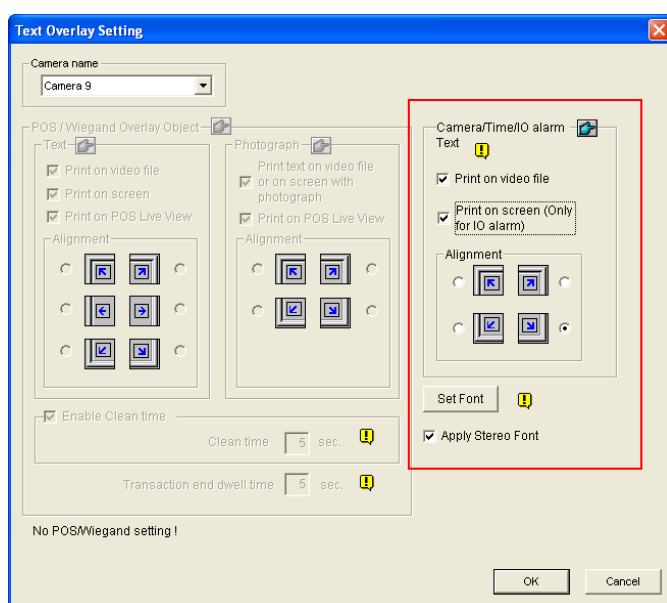 Text Overlay Setting
Camera name
Camera 9
POS / Wiegand Overlay Object
Text
Print on video file
Print on screen
Print on POS Live View
Alignment
Photograph
Print text on video file
or on screen with
photograph
Print on POS Live View
Alignment
Enable Clean time
Clean time 5 sec.
Transaction end dwell time 5 sec.
No POS/Wiegand setting !
Camera/Time/IO alarm
Text
Print on video file
Print on screen (Only
for IO alarm)
Alignment
Set Font
Apply Stereo Font
OK Cancel